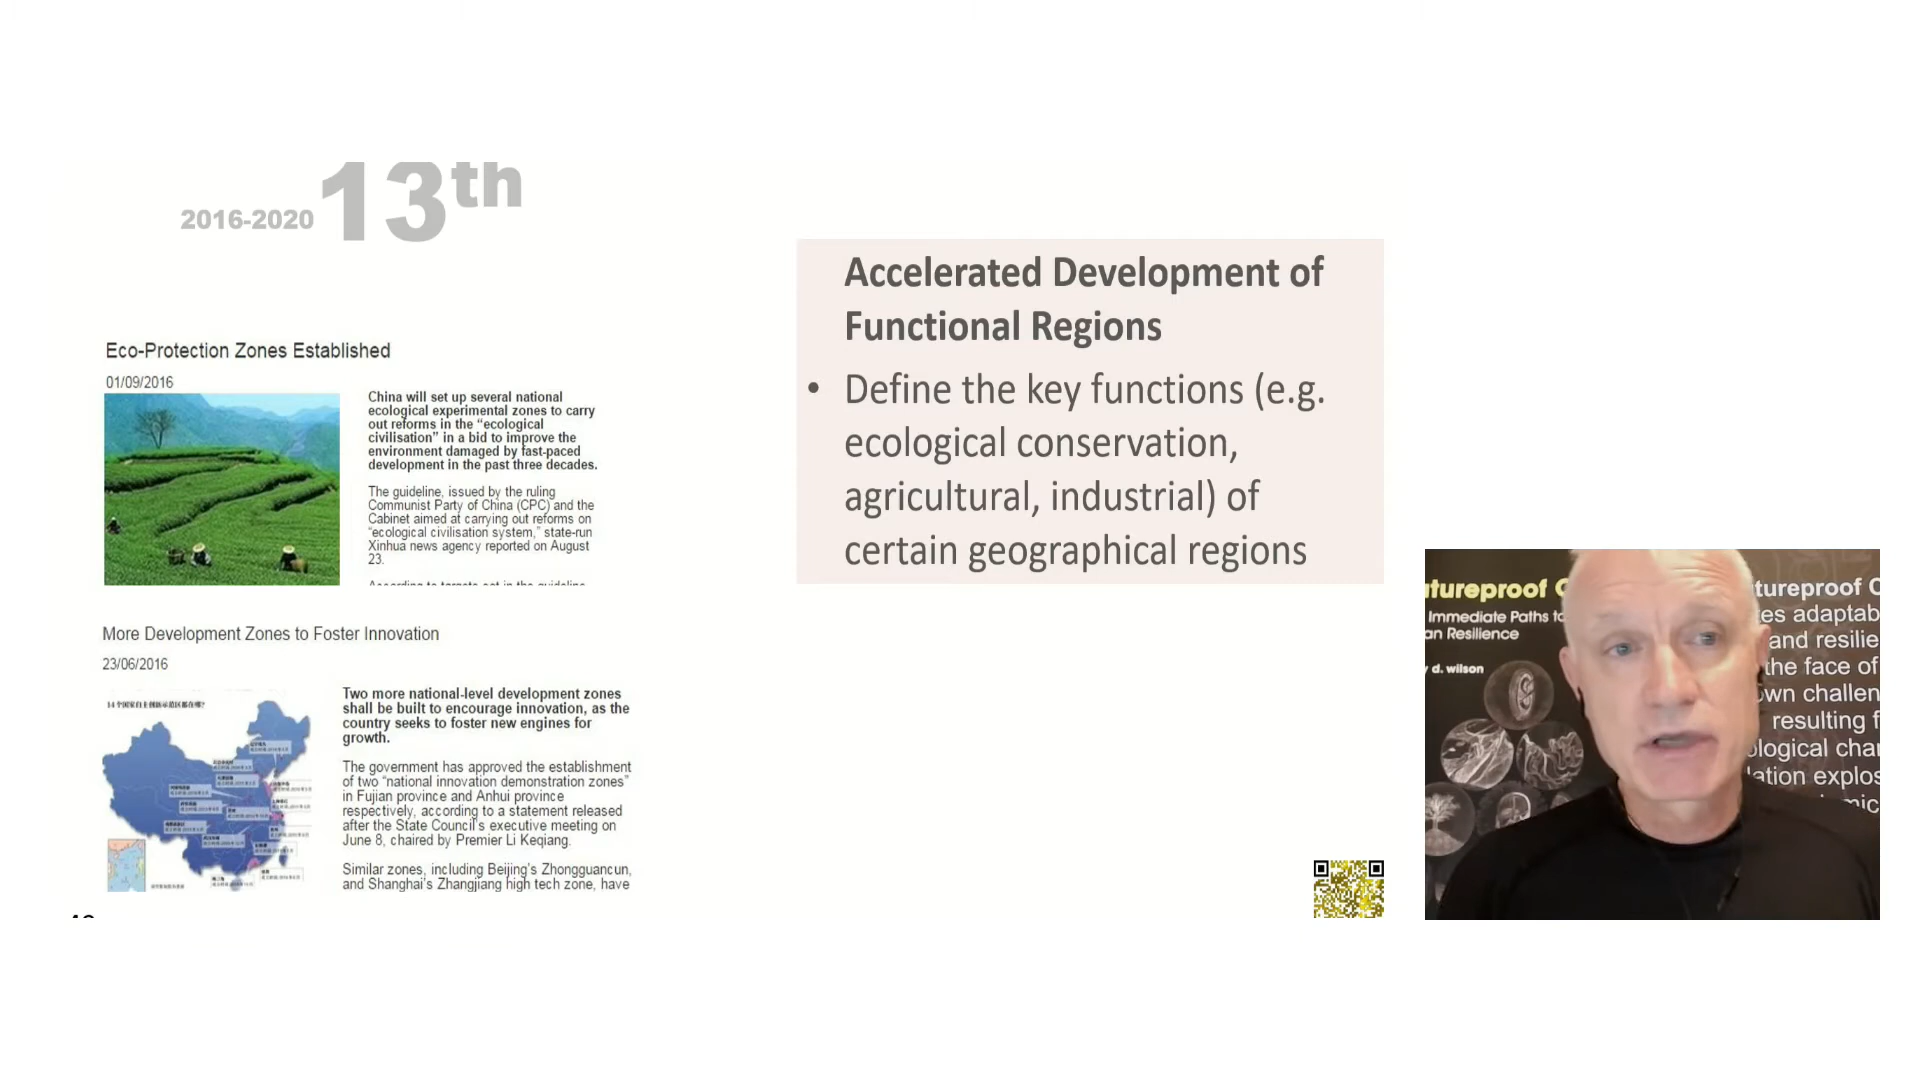 2016-2020 13th
Eco-Protection Zones Established
01/09/2016
China will set up several national
ecological experimental zones to carry
out reforms in the “ecological
civilisation” in a bid to improve the
environment damaged by fast-paced
development in the past three decades.
The guideline, issued by the ruling
Communist Party of China (CPC) and the
Cabinet aimed at carrying out reforms on
“ecological civilisation system,” state-run
Xinhua news agency reported on August
23.
More Development Zones to Foster Innovation
23/06/2016
Two more national-level development zones
shall be built to encourage innovation, as the
country seeks to foster new engines for
growth.
The government has approved the establishment
of two “national innovation demonstration zones”
in Fujian province and Anhui province
respectively, according to a statement released
after the State Council's executive meeting on
June 8, chaired by Premier Li Keqiang.
Similar zones, including Beijing's Zhongguancun,
and Shanghai's Zhangjiang high tech zone, have
Accelerated Development of
Functional Regions
• Define the key functions (e.g.
ecological conservation,
agricultural, industrial) of
certain geographical regions
tureproof C
Immediate Paths to
an Resilience
d. wilson
tureproof C
es adaptab
and resilie
the face of
own challen
resulting f
ological cha
lation explos
mic